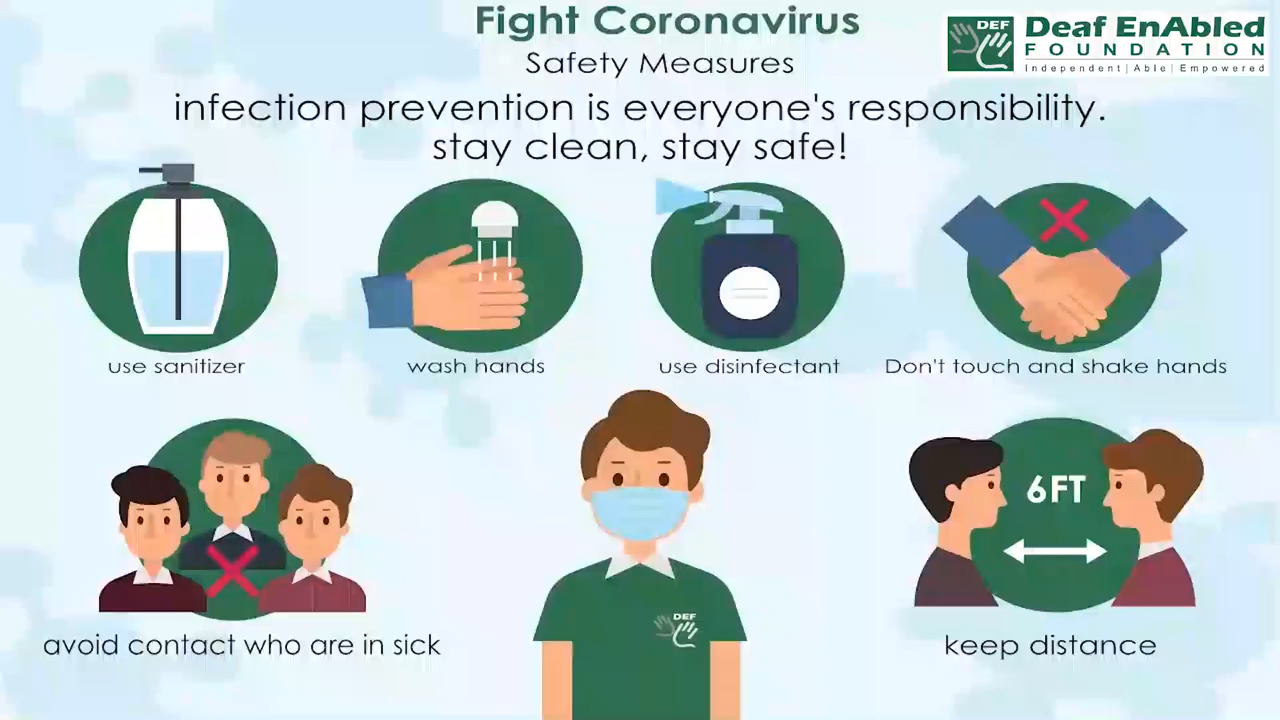 Fight Coronavirus
Safety Measures
DEF
Deaf EnAbled
FOUNDATION
Independent | Able | Empowered
infection prevention is everyone's responsibility.
stay clean, stay safe!
use sanitizer
wash hands
use disinfectant
Don't touch and shake hands
6FT
DEF
avoid contact who are in sick
keep distance